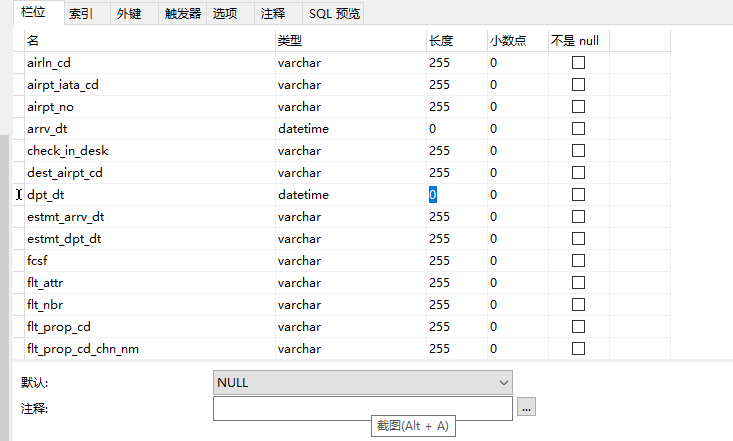 栏位 索引 外键 触发器 选项 注释 SQL 预览
名 类型 长度 小数点 不是 null
airln_cd varchar 255 0
airpt_iata_cd varchar 255 0
airpt_no varchar 255 0
arrv_dt datetime 0 0
check_in_desk varchar 255 0
dest_airpt_cd varchar 255 0
dpt_dt datetime 0 0
estmt_arrv_dt varchar 255 0
estmt_dpt_dt varchar 255 0
fcsf varchar 255 0
flt_attr varchar 255 0
flt_nbr varchar 255 0
flt_prop_cd varchar 255 0
flt_prop_cd_chn_nm varchar 255 0
默认: NULL
注释: ...
截图(Alt + A)